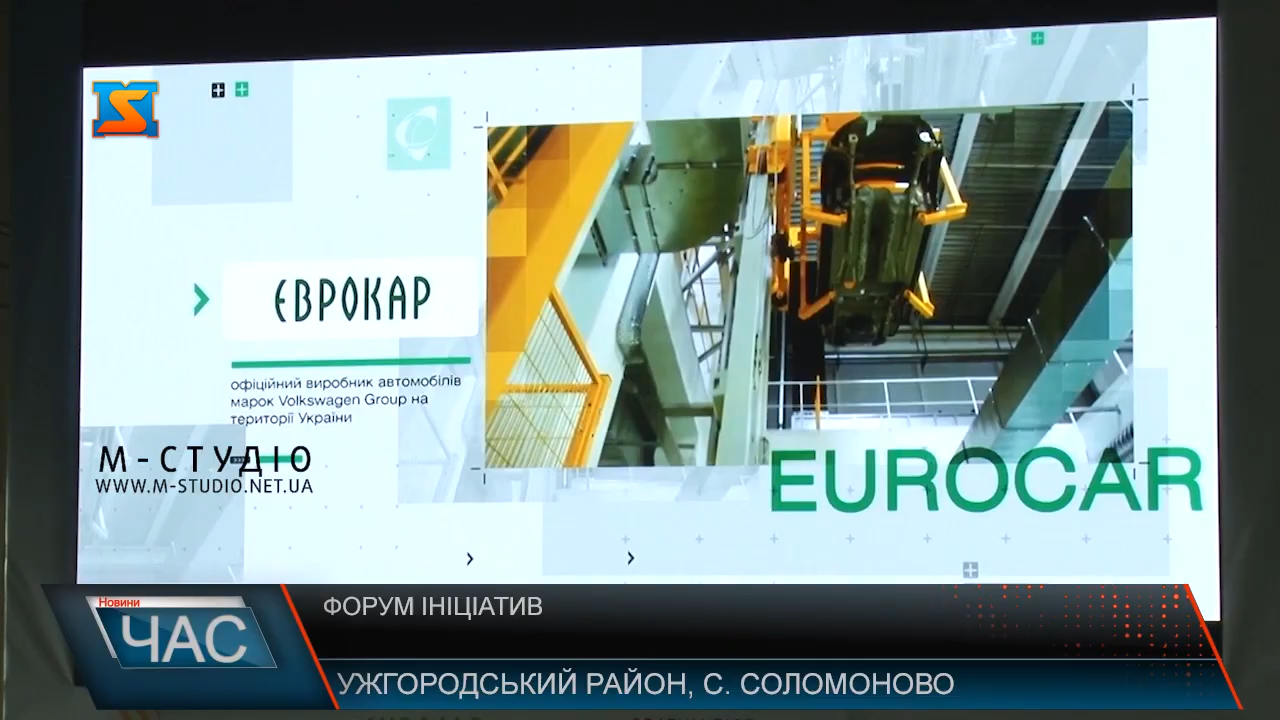 ЄВРОКАР
офіційний виробник автомобілів
марок Volkswagen Group на
території України
М-СТУДІО
WWW.M-STUDIO.NET.UA
EUROCAR
Новини
ЧАС
ФОРУМ ІНІЦІАТИВ
УЖГОРОДСЬКИЙ РАЙОН, С. СОЛОМОНОВО